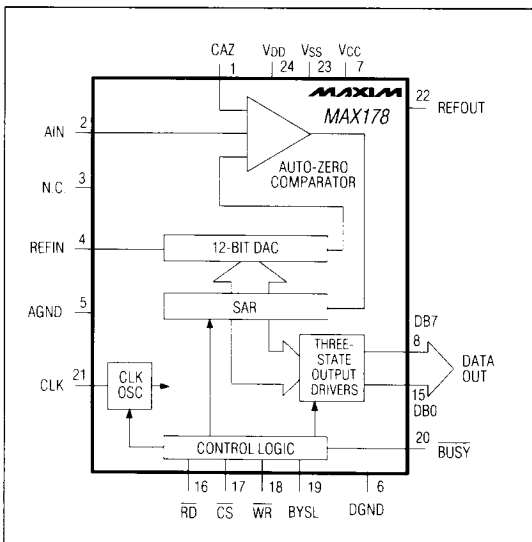 CAZ VDD VSS VCC
1 24 23 7
MAXIM
MAX178
22
REFOUT
AIN 2
AUTO-ZERO
COMPARATOR
N.C. 3
REFIN 4
12-BIT DAC
AGND 5
SAR
DB7
8
THREE-
STATE
OUTPUT
DRIVERS
DATA
OUT
15
DB0
CLK 21
CLK
OSC
20
BUSY
CONTROL LOGIC
16 17 18 19 6
RD CS WR BYSL DGND